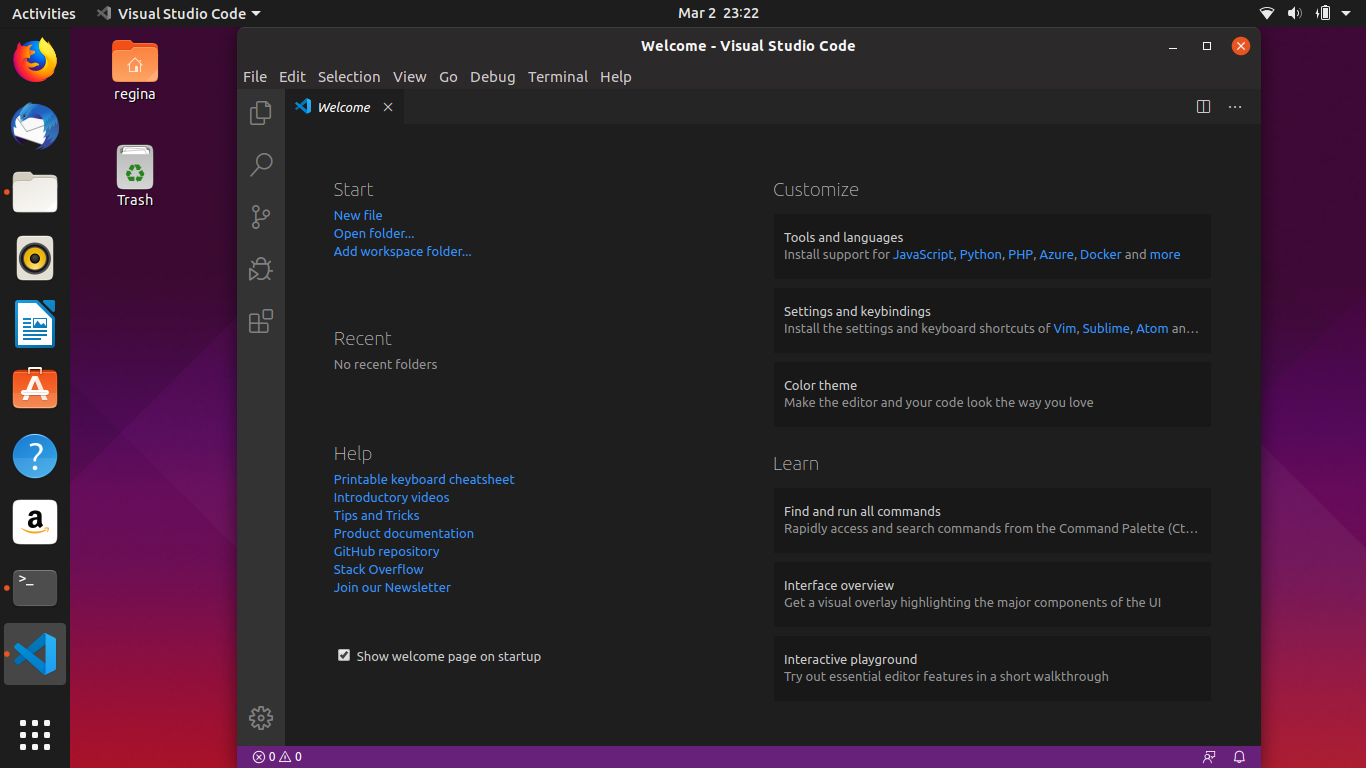 Activities
Visual Studio Code
Mar 2 23:22
regina
Trash
Welcome - Visual Studio Code
File Edit Selection View Go Debug Terminal Help
Welcome
Start
New file
Open folder...
Add workspace folder...
Recent
No recent folders
Help
Printable keyboard cheatsheet
Introductory videos
Tips and Tricks
Product documentation
GitHub repository
Stack Overflow
Join our Newsletter
Show welcome page on startup
Customize
Tools and languages
Install support for JavaScript, Python, PHP, Azure, Docker and more
Settings and keybindings
Install the settings and keyboard shortcuts of Vim, Sublime, Atom an...
Color theme
Make the editor and your code look the way you love
Learn
Find and run all commands
Rapidly access and search commands from the Command Palette (Ct...
Interface overview
Get a visual overlay highlighting the major components of the UI
Interactive playground
Try out essential editor features in a short walkthrough
0 0